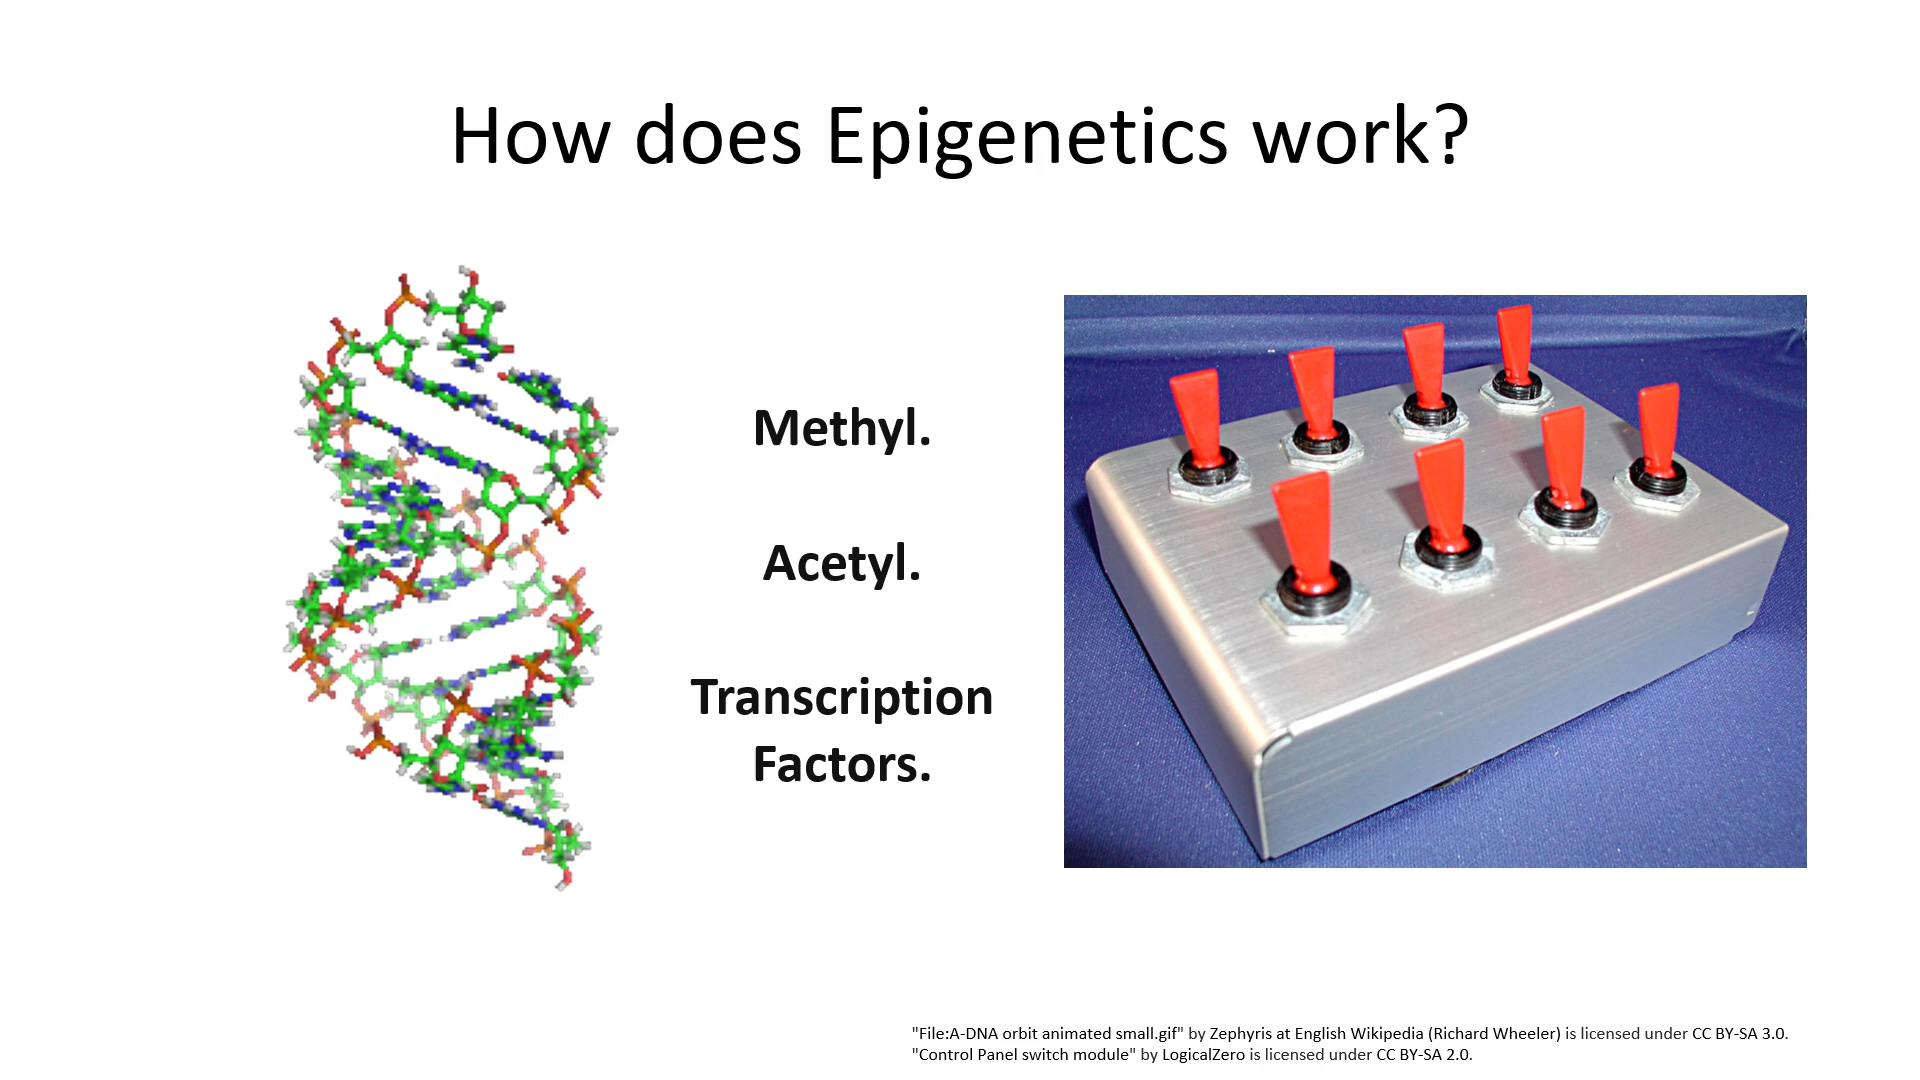 How does Epigenetics work?
Methyl.
Acetyl.
Transcription
Factors.
"File:A-DNA orbit animated small.gif" by Zephyris at English Wikipedia (Richard Wheeler) is licensed under CC BY-SA 3.0.
"Control Panel switch module" by LogicalZero is licensed under CC BY-SA 2.0.